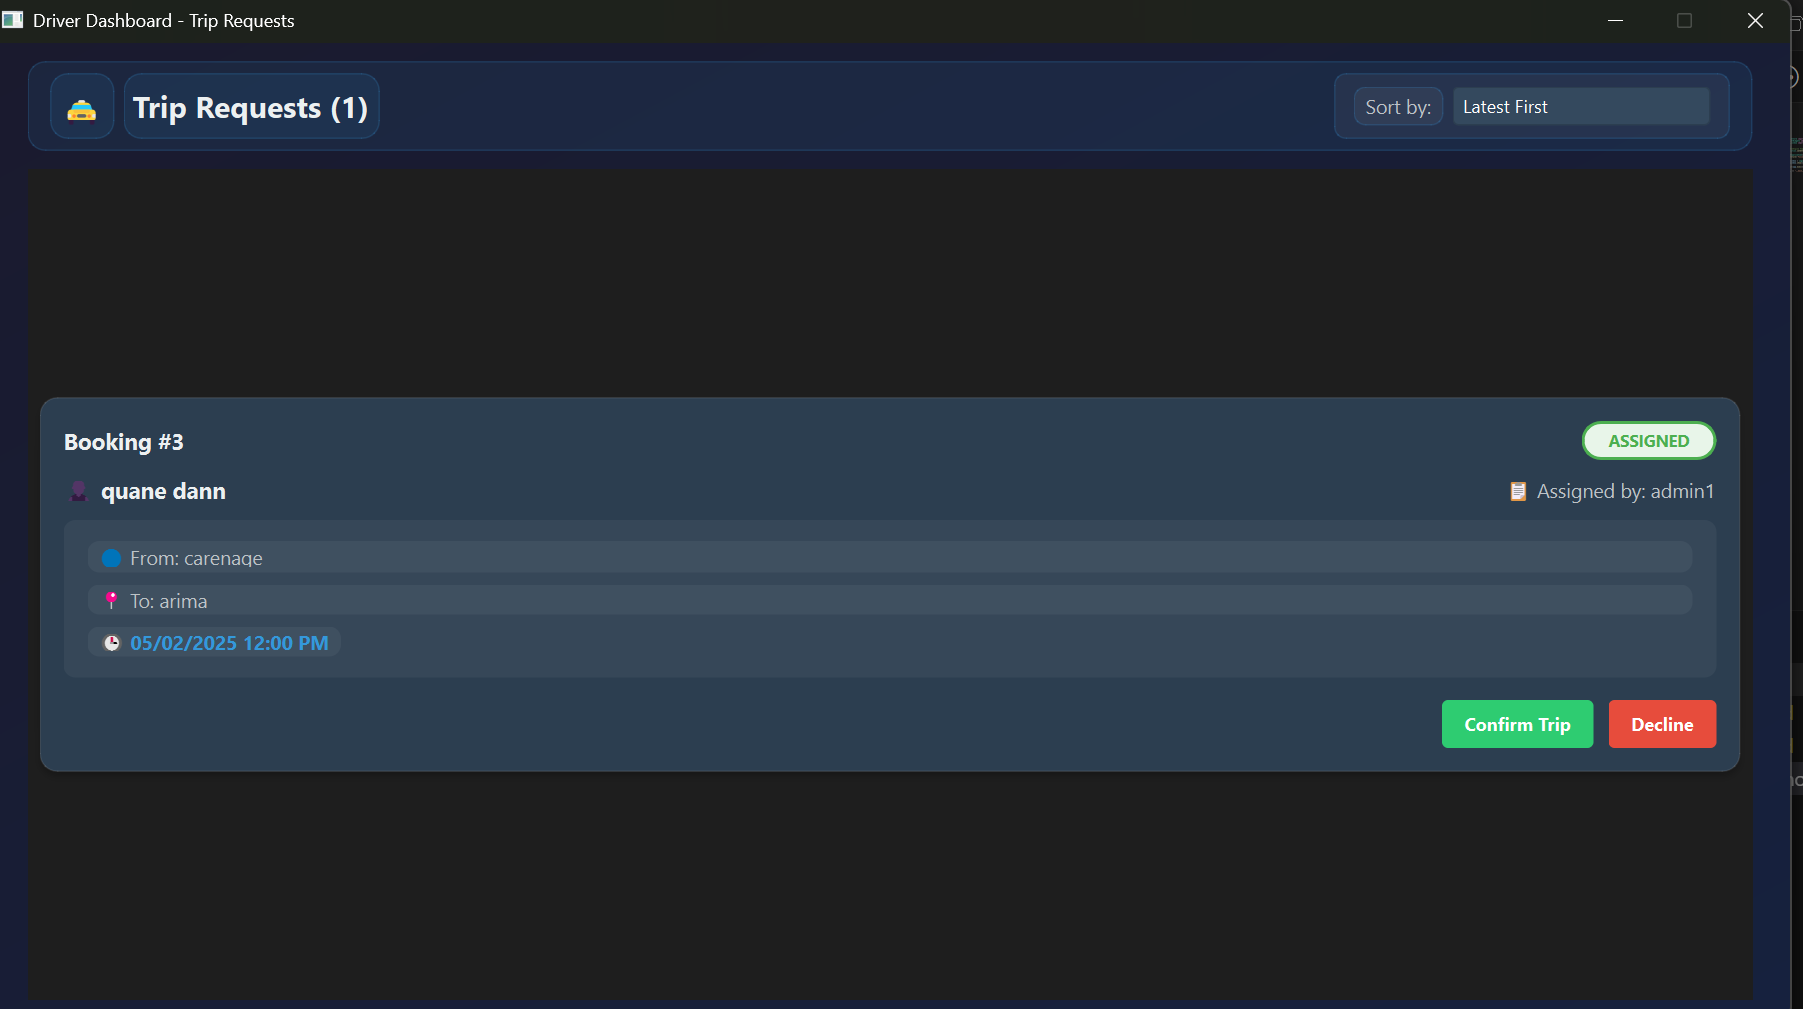 Driver Dashboard - Trip Requests
Trip Requests (1)
Sort by: Latest First
Booking #3
ASSIGNED
quane dann
Assigned by: admin1
From: carenage
To: arima
05/02/2025 12:00 PM
Confirm Trip
Decline